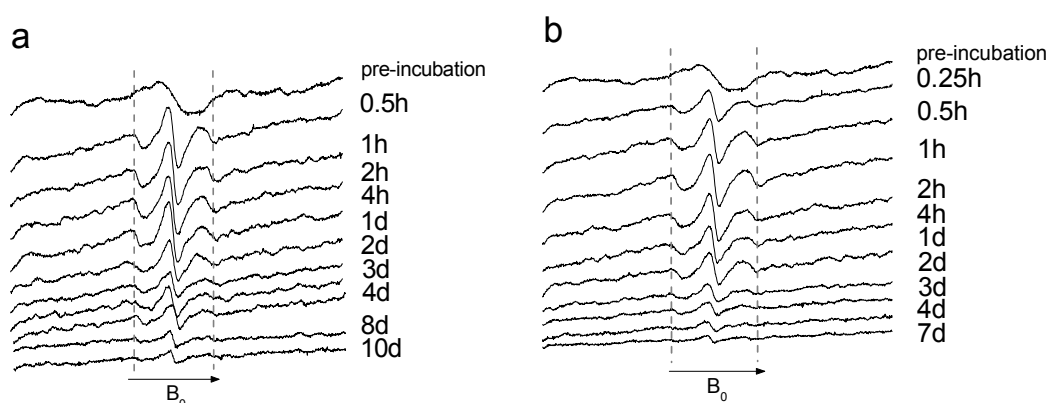 a
pre-incubation
0.5h
1h
2h
4h
1d
2d
3d
4d
8d
10d
B0
b
pre-incubation
0.25h
0.5h
1h
2h
4h
1d
2d
3d
4d
7d
B0